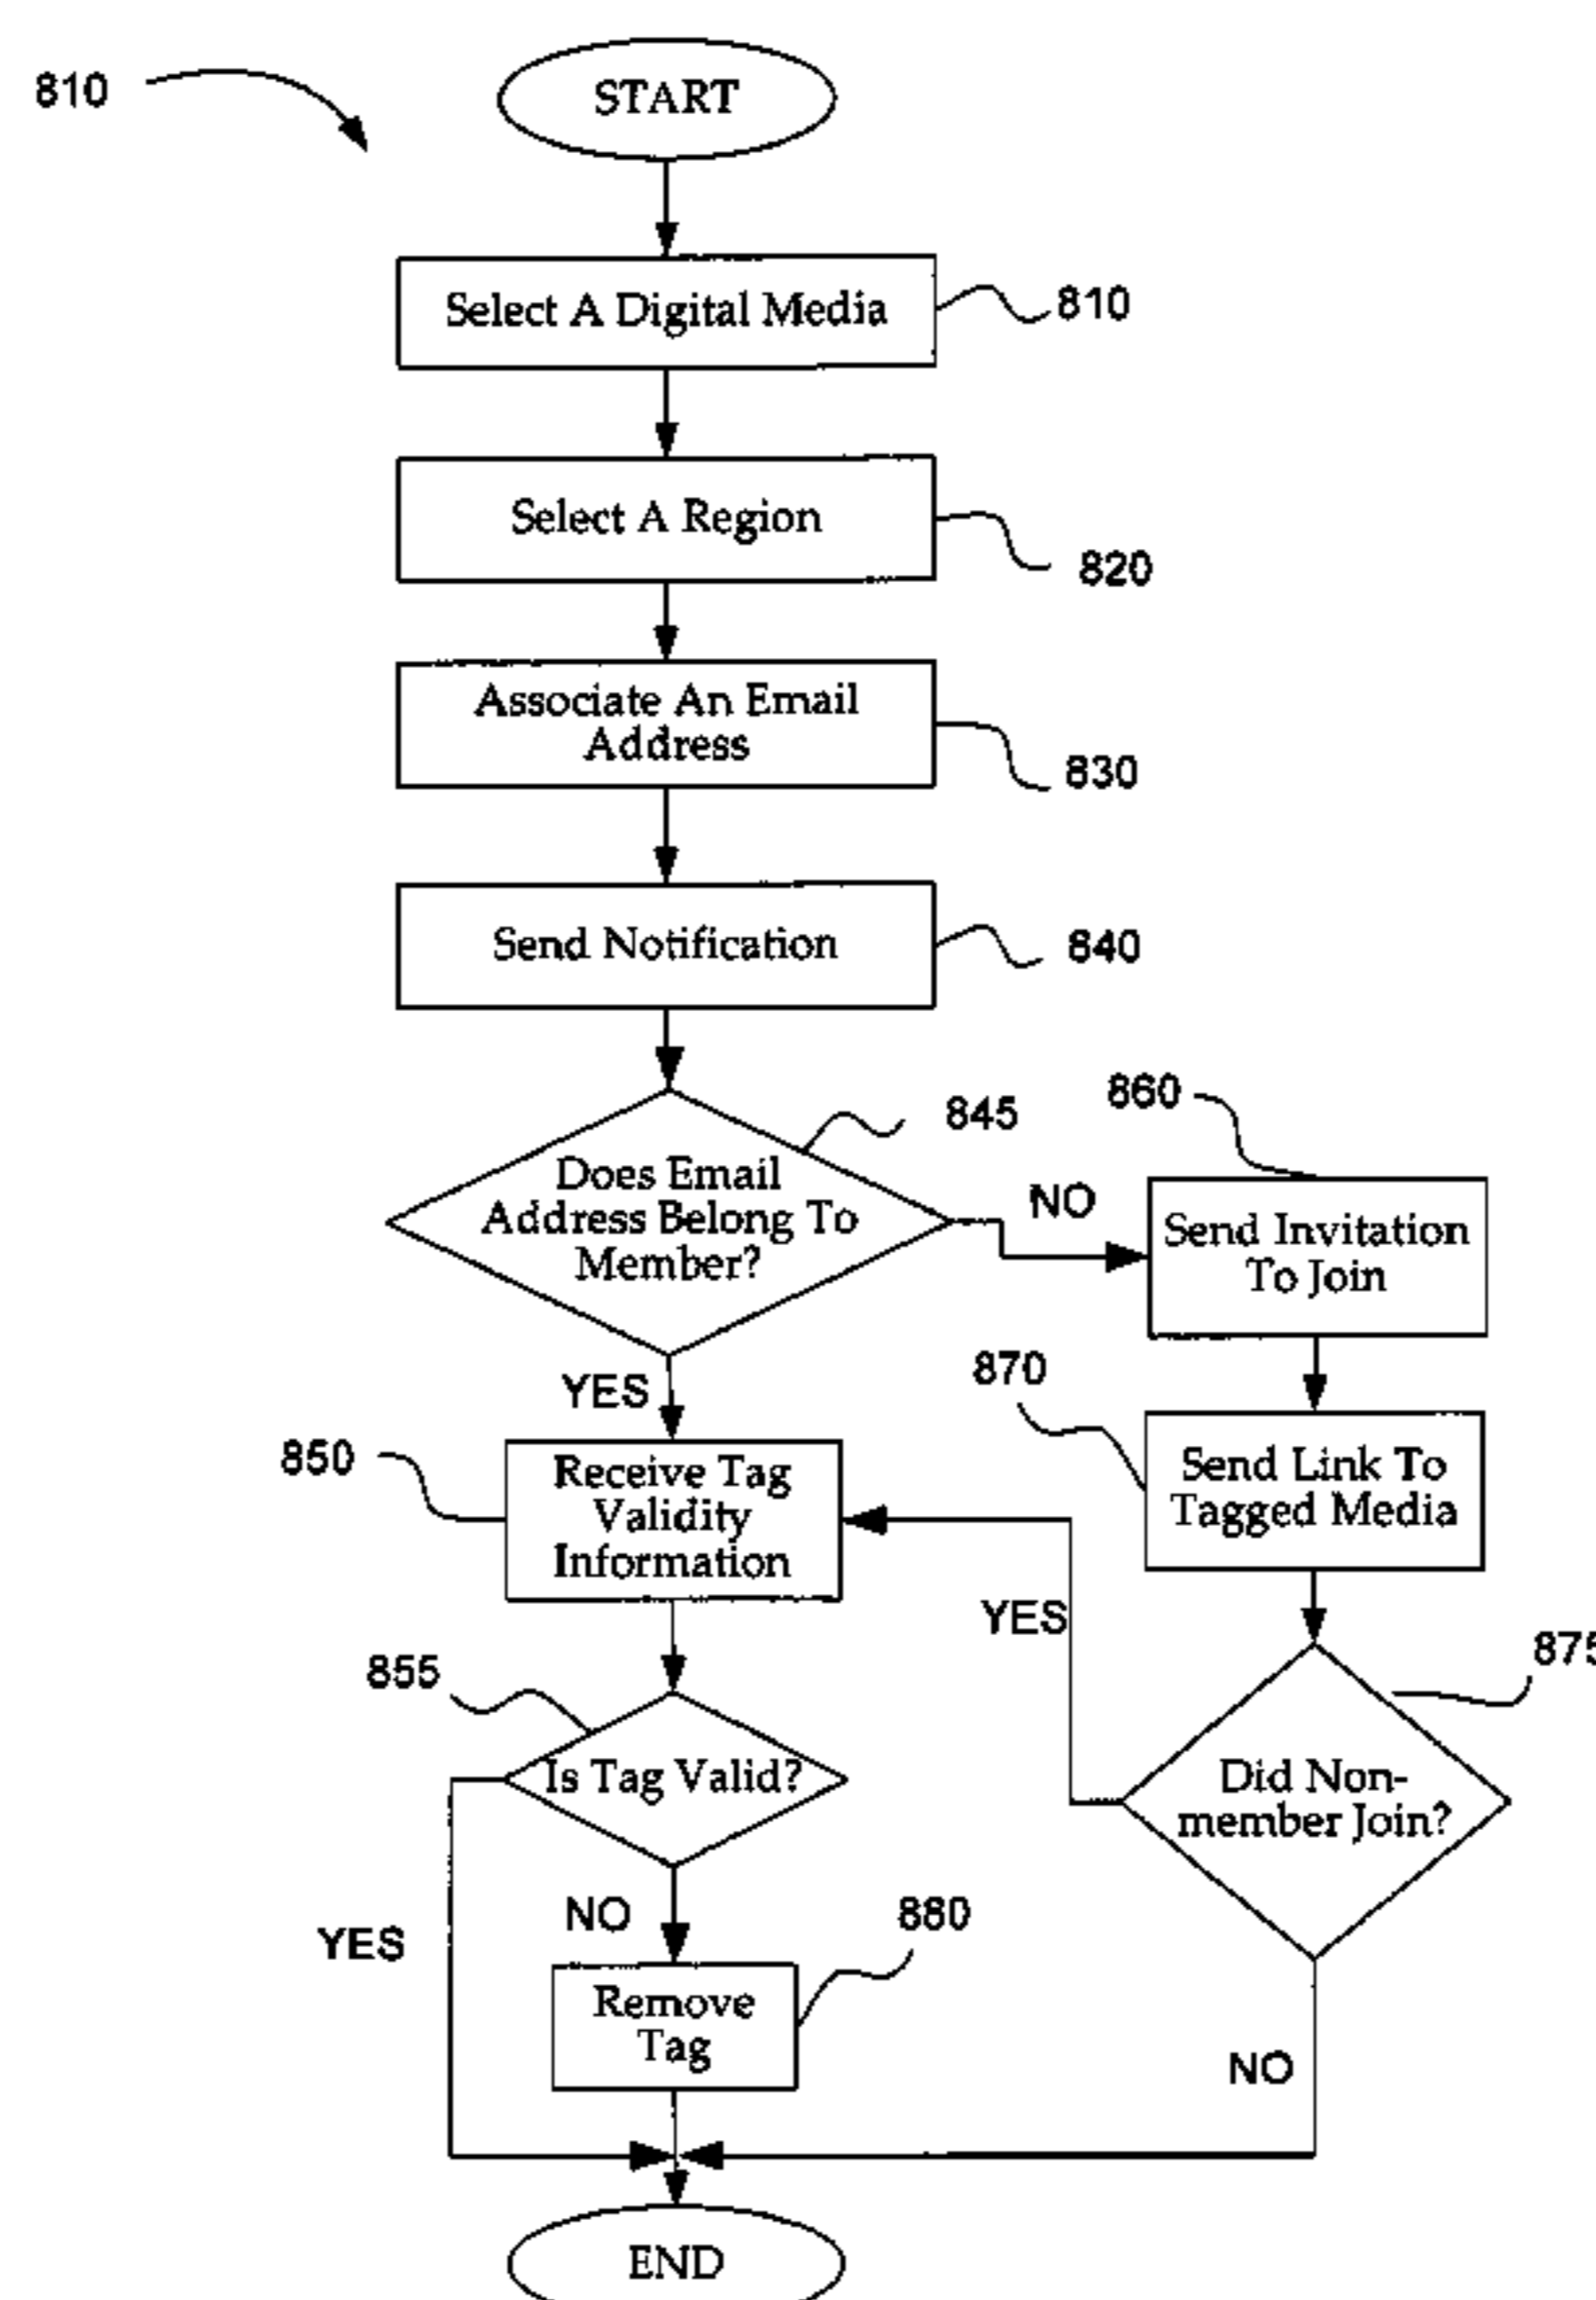 810
START
Select A Digital Media
810
Select A Region
820
Associate An Email
Address
830
Send Notification
840
845
860
Does Email
Address Belong To
Member?
NO
Send Invitation
To Join
YES
870
850
Receive Tag
Validity
Information
Send Link To
Tagged Media
YES
855
875
Is Tag Valid?
Did Non-
member Join?
NO
880
YES
Remove
Tag
NO
END